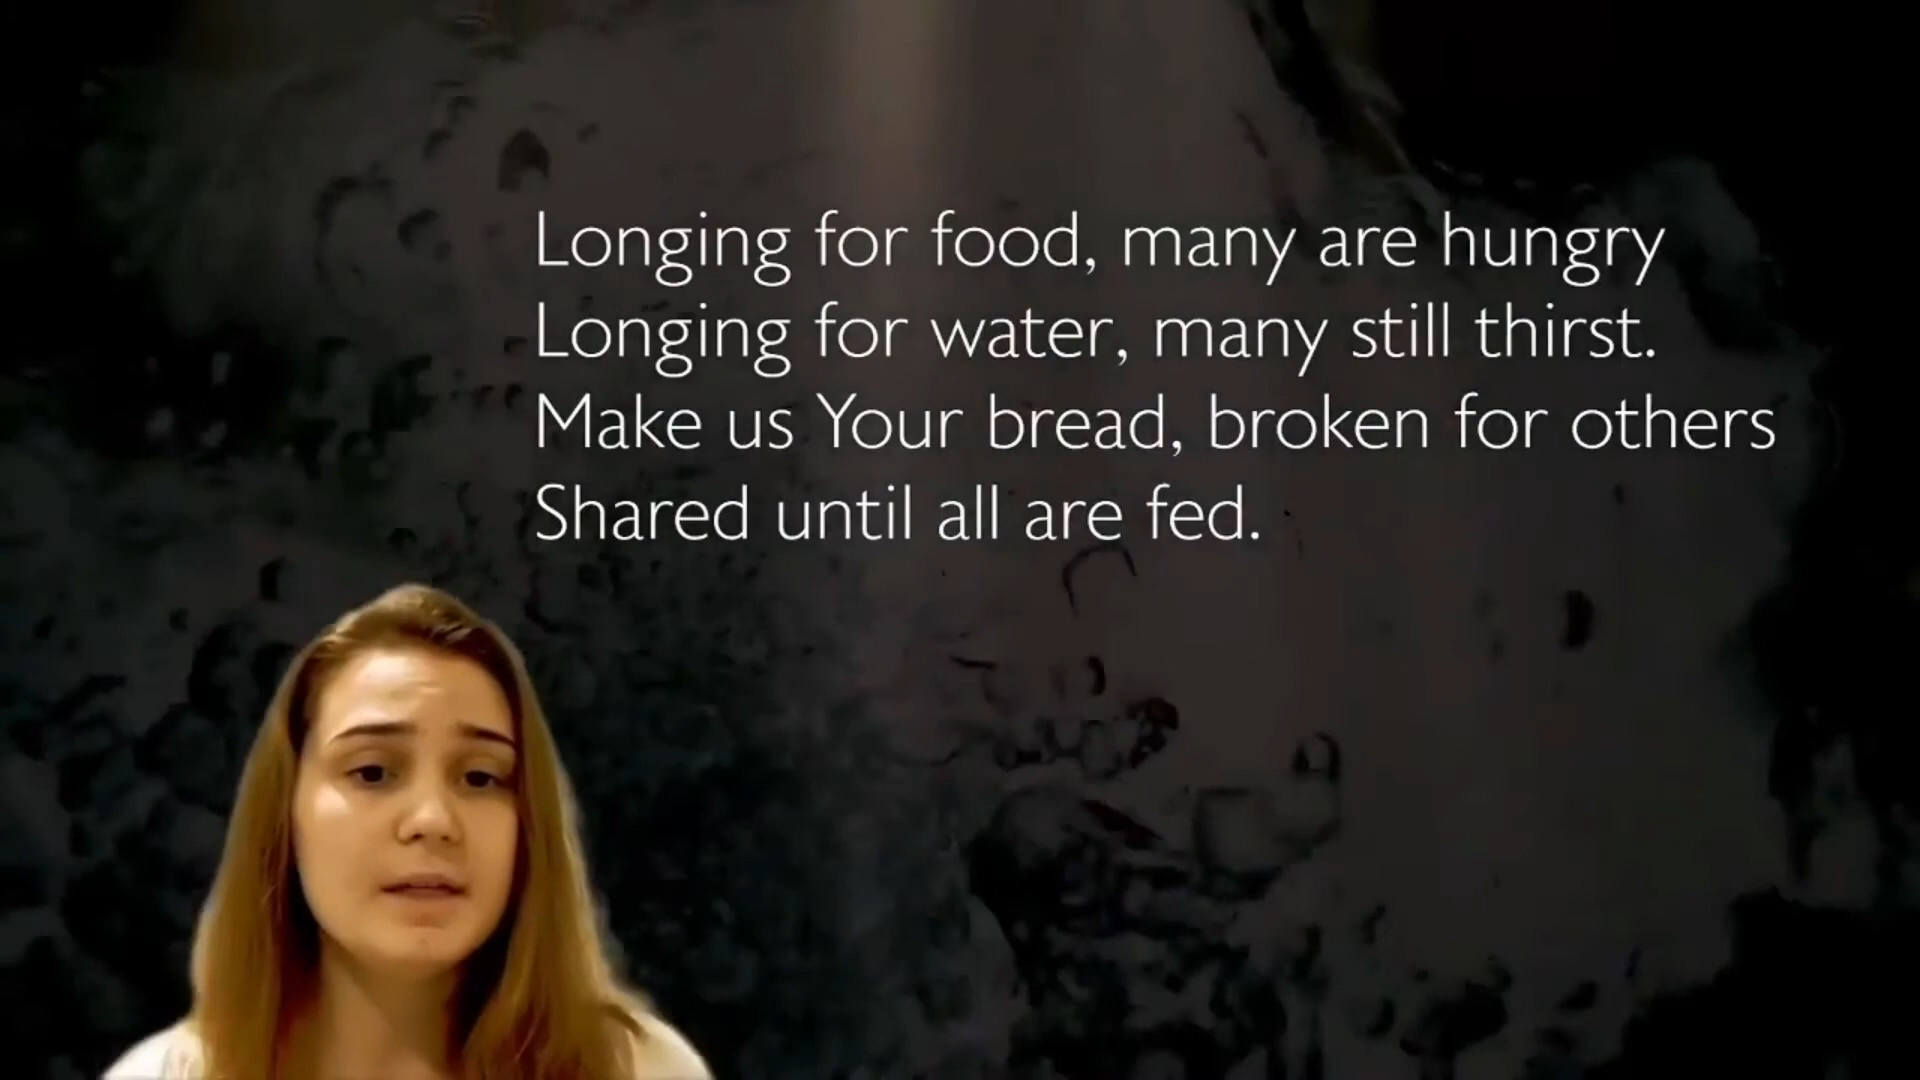 Longing for food, many are hungry
Longing for water, many still thirst.
Make us Your bread, broken for others
Shared until all are fed.